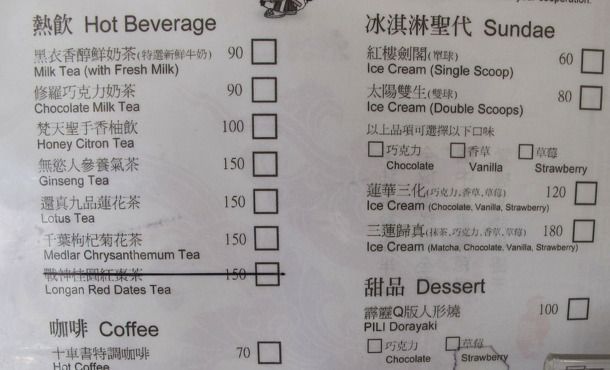 熱飲 Hot Beverage
黑衣香醇鮮奶茶(特選新鮮牛奶) 90
Milk Tea (with Fresh Milk)
修羅巧克力奶茶 90
Chocolate Milk Tea
梵天聖手香柚飲 100
Honey Citron Tea
無慾人參養氣茶 150
Ginseng Tea
還真九品蓮花茶 150
Lotus Tea
千葉枸杞菊花茶 150
Medlar Chrysanthemum Tea
戰神桂圓紅棗茶 150
Longan Red Dates Tea
咖啡 Coffee
十車書特調咖啡 70
Hot Coffee
冰淇淋聖代 Sundae
紅樓劍閣(單球) 60
Ice Cream (Single Scoop)
太陽雙生(雙球) 80
Ice Cream (Double Scoops)
以上品項可選擇以下口味
巧克力 香草 草莓
Chocolate Vanilla Strawberry
蓮華三化(巧克力、香草、草莓) 120
Ice Cream (Chocolate, Vanilla, Strawberry)
三蓮歸真(抹茶、巧克力、香草、草莓) 180
Ice Cream (Matcha, Chocolate, Vanilla, Strawberry)
甜品 Dessert
霹靂Q版人形燒 100
PILI Dorayaki
巧克力 草莓
Chocolate Strawberry